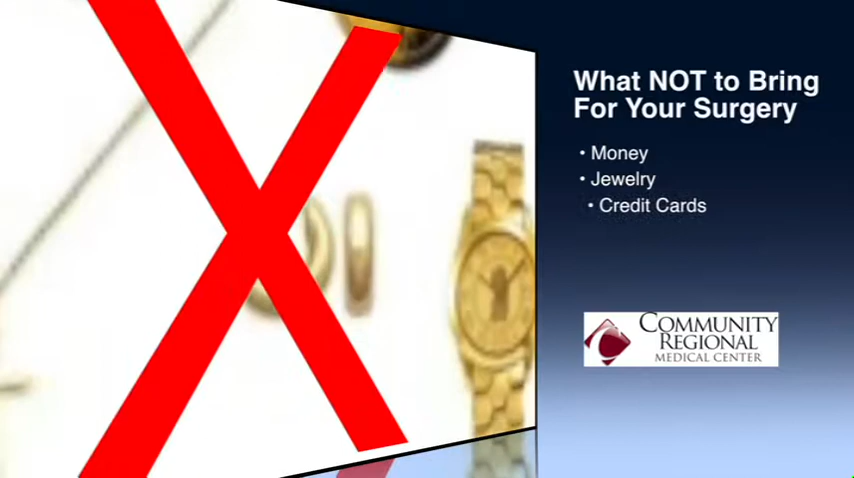 What NOT to Bring
For Your Surgery
• Money
• Jewelry
• Credit Cards
COMMUNITY
REGIONAL
MEDICAL CENTER